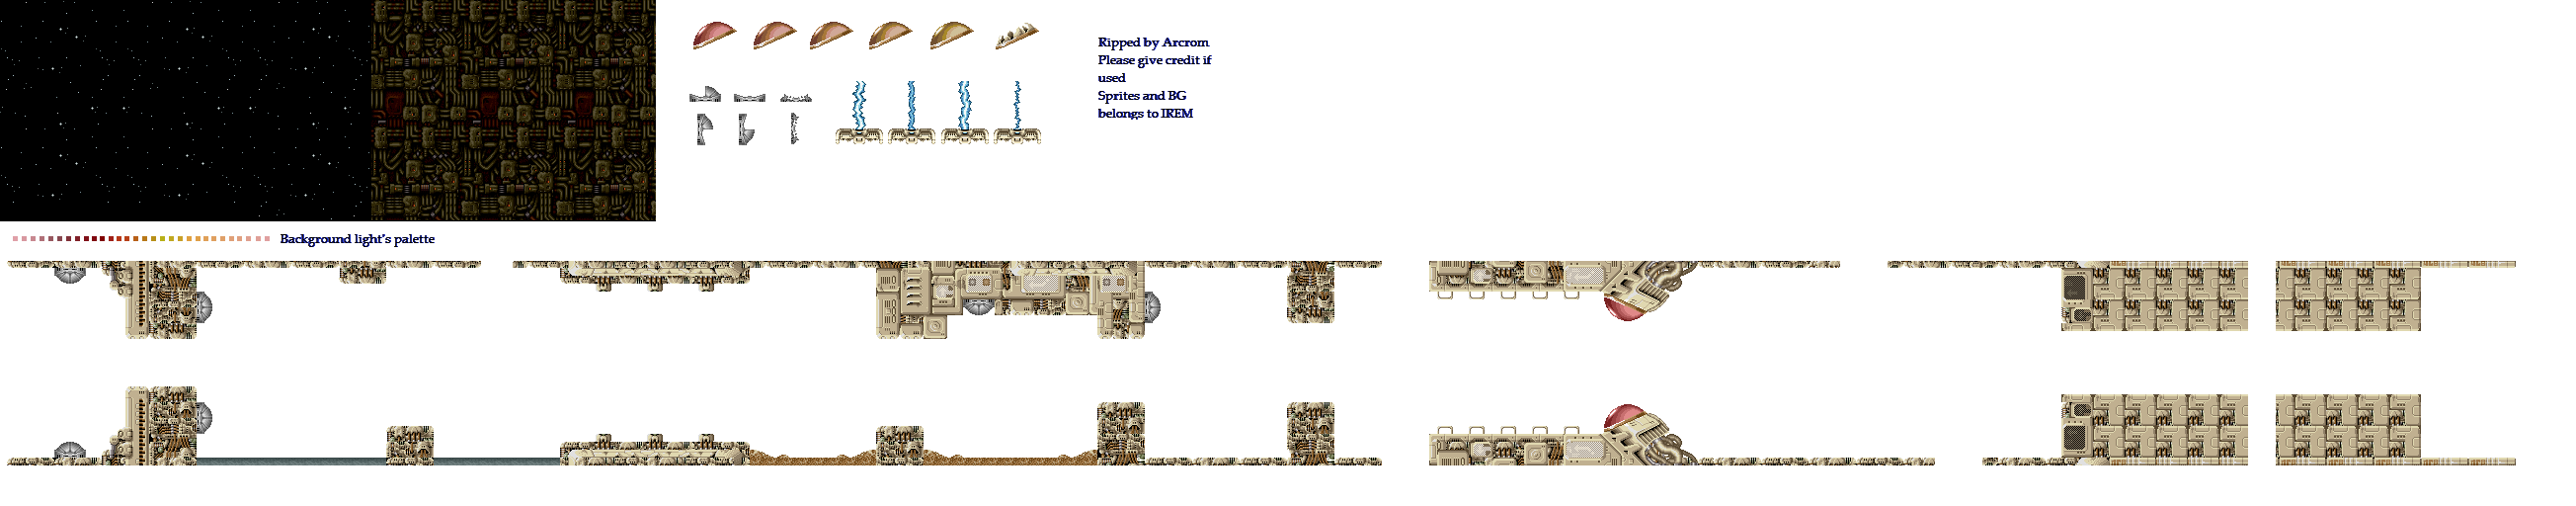 Ripped by Arcrom
Please give credit if
used
Sprites and BG
belongs to IREM
Background light's palette